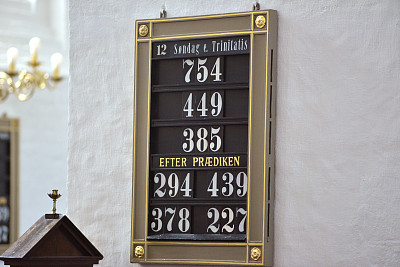 12 Søndag e. Trinitatis
754
449
385
EFTER PRÆDIKEN
294 439
378 227